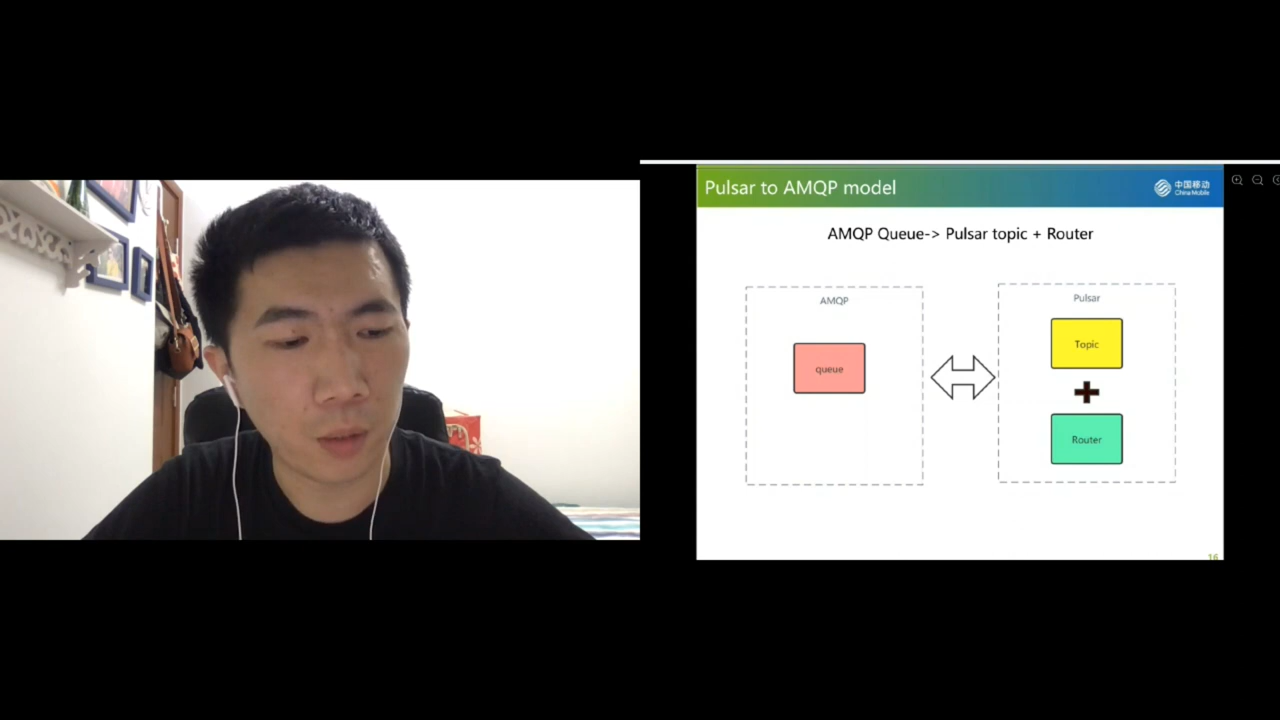 Pulsar to AMQP model
中国移动
China Mobile
AMQP Queue-> Pulsar topic + Router
AMQP
Pulsar
queue
Topic
Router
16